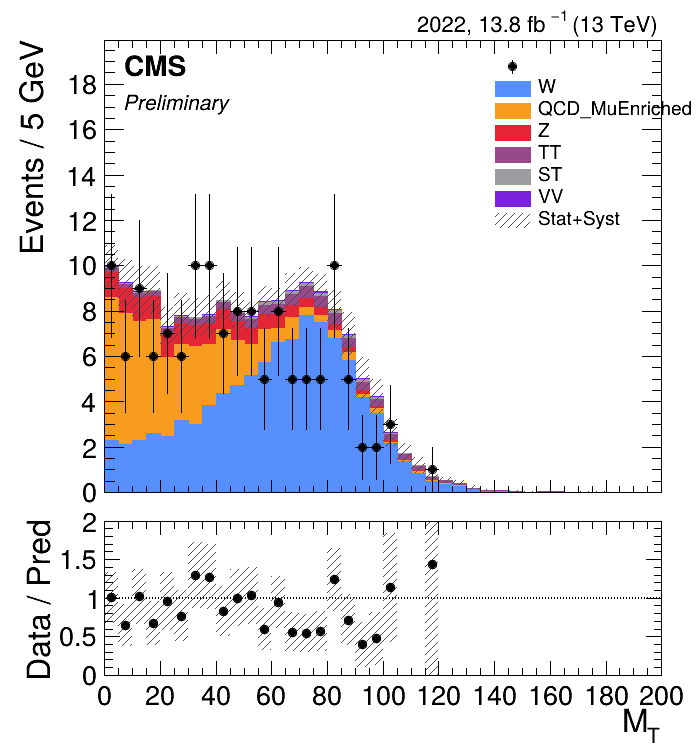 2022, 13.8 fb⁻¹ (13 TeV)
CMS
Preliminary
W
QCD_MuEnriched
Z
TT
ST
VV
Stat+Syst
Events / 5 GeV
18
16
14
12
10
8
6
4
2
0
Data / Pred
2
1.5
1
0.5
0
0 20 40 60 80 100 120 140 160 180 200
M_T